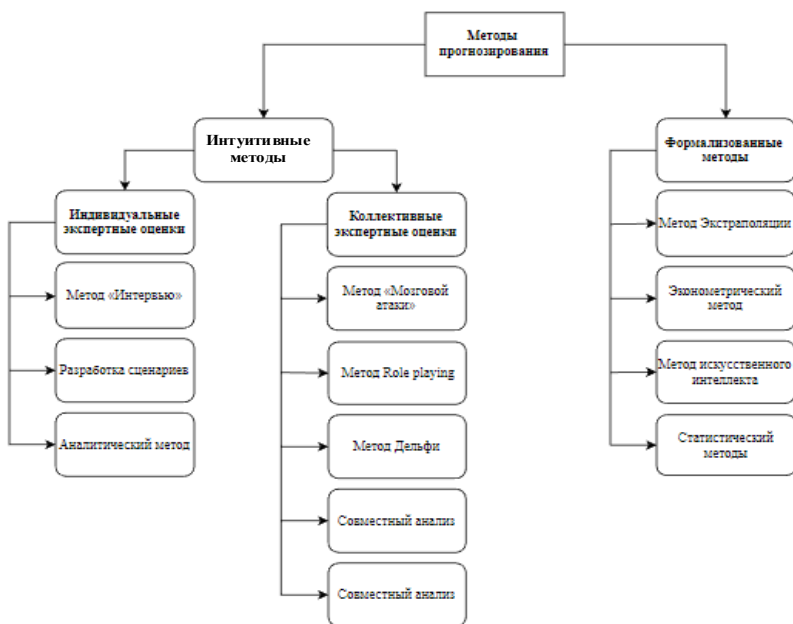 Методы
прогнозирования
Интуитивные
методы
Формализованные
методы
Индивидуальные
экспертные оценки
Коллективные
экспертные оценки
Метод «Интервью»
Разработка сценариев
Аналитический метод
Метод «Мозговой
атаки»
Метод Role playing
Метод Дельфи
Совместный анализ
Совместный анализ
Метод Экстраполяции
Эконометрический
метод
Метод искусственного
интеллекта
Статистический
методы